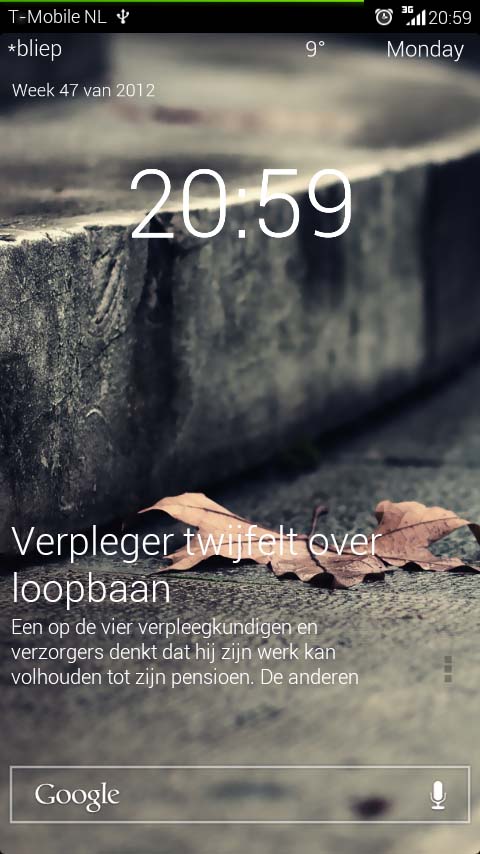 T-Mobile NL 3G 20:59
*bliep 9° Monday
Week 47 van 2012
20:59
Verpleger twijfelt over
loopbaan
Een op de vier verpleegkundigen en
verzorgers denkt dat hij zijn werk kan
volhouden tot zijn pensioen. De anderen
Google